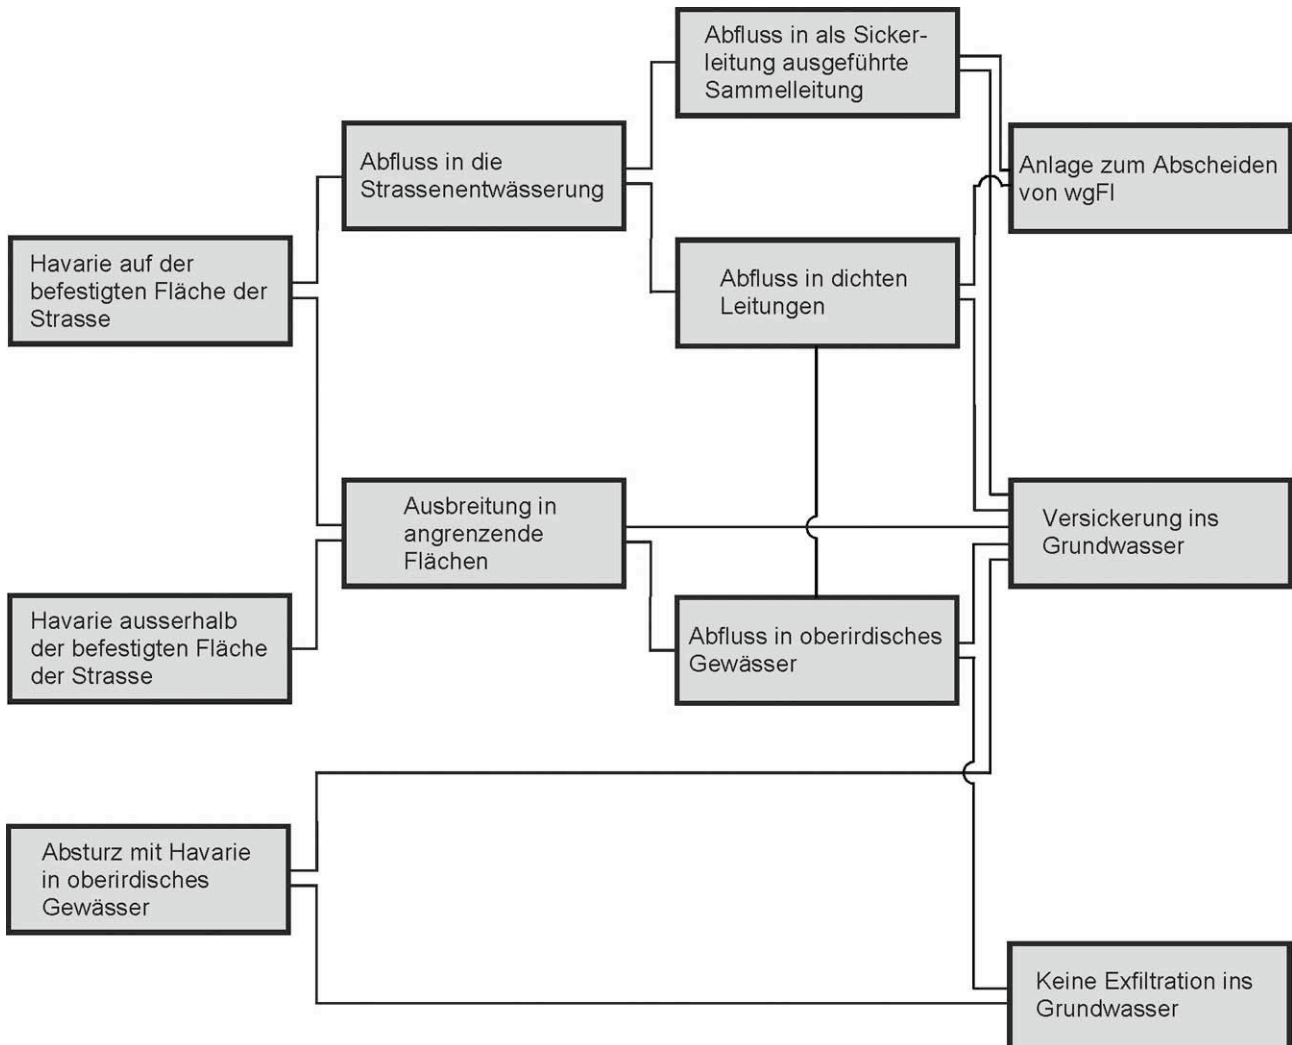 Abfluss in als Sicker-
leitung ausgeführte
Sammelleitung
Abfluss in die
Strassenentwässerung
Anlage zum Abscheiden
von wgFl
Havarie auf der
befestigten Fläche der
Strasse
Abfluss in dichten
Leitungen
Ausbreitung in
angrenzende
Flächen
Versickerung ins
Grundwasser
Havarie ausserhalb
der befestigten Fläche
der Strasse
Abfluss in oberirdisches
Gewässer
Absturz mit Havarie
in oberirdisches
Gewässer
Keine Exfiltration ins
Grundwasser